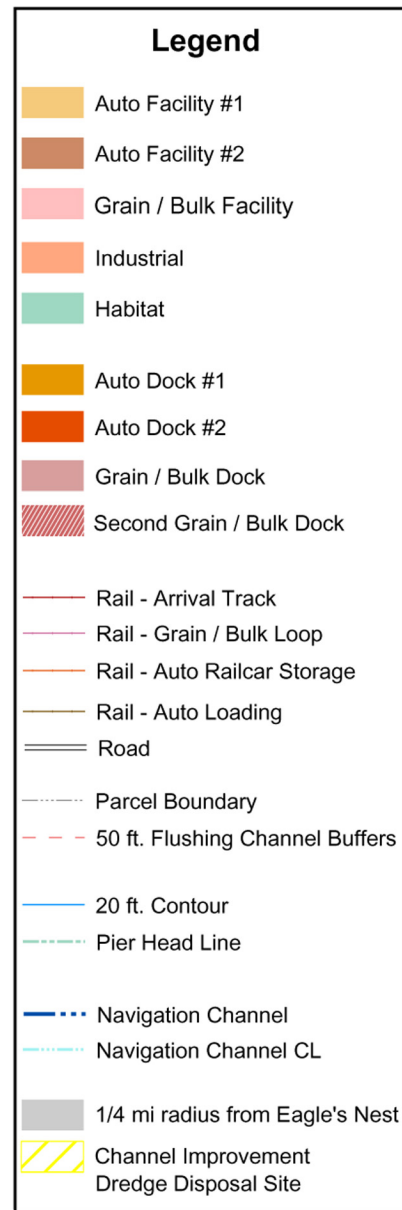 Legend
Auto Facility #1
Auto Facility #2
Grain / Bulk Facility
Industrial
Habitat
Auto Dock #1
Auto Dock #2
Grain / Bulk Dock
Second Grain / Bulk Dock
Rail - Arrival Track
Rail - Grain / Bulk Loop
Rail - Auto Railcar Storage
Rail - Auto Loading
Road
Parcel Boundary
50 ft. Flushing Channel Buffers
20 ft. Contour
Pier Head Line
Navigation Channel
Navigation Channel CL
1/4 mi radius from Eagle's Nest
Channel Improvement
Dredge Disposal Site